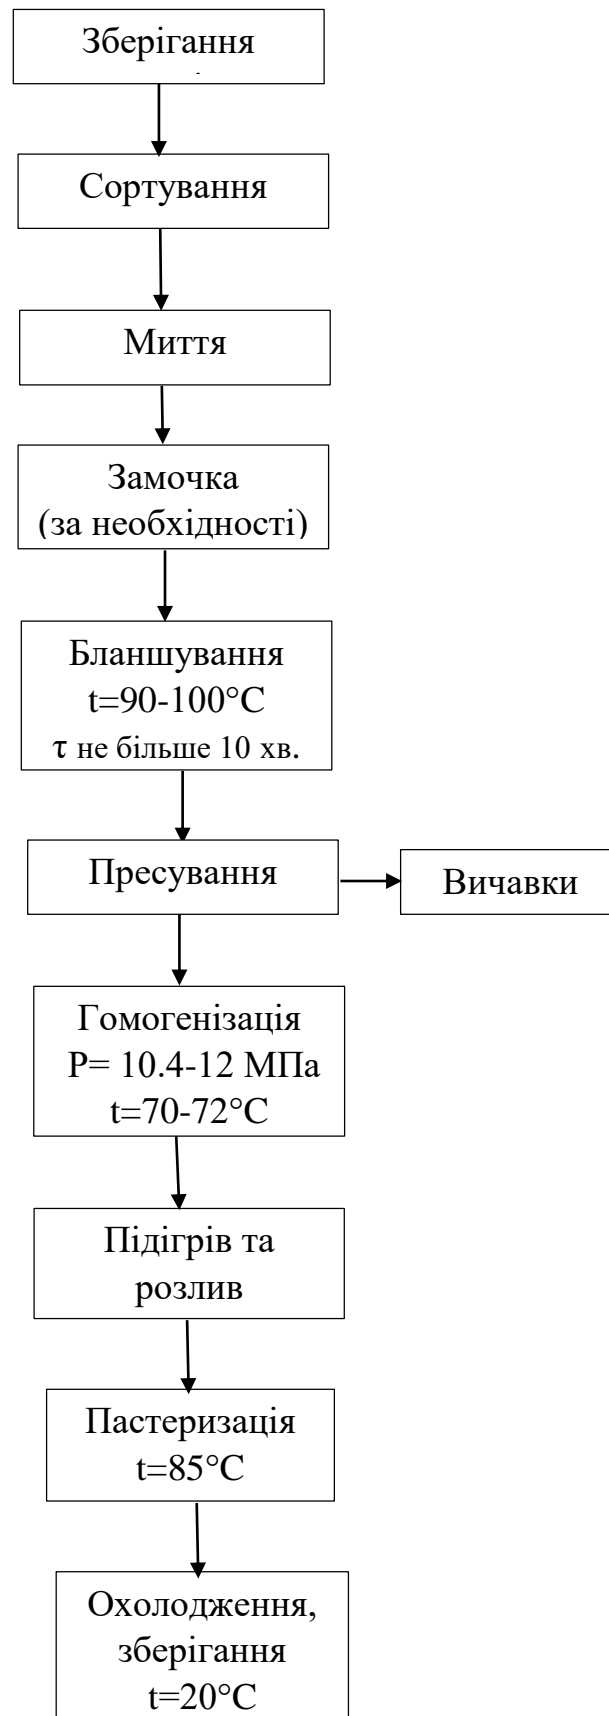 Зберігання
Сортування
Миття
Замочка
(за необхідності)
Бланшування
t=90-100°C
τ не більше 10 хв.
Пресування
Вичавки
Гомогенізація
P= 10.4-12 МПа
t=70-72°C
Підігрів та
розлив
Пастеризація
t=85°C
Охолодження,
зберігання
t=20°C